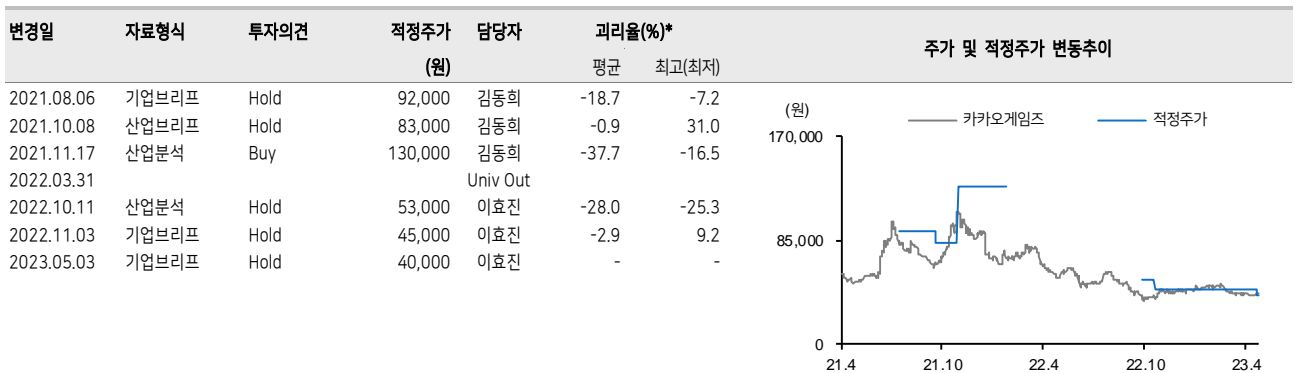 변경일 자료형식 투자의견 적정주가 담당자 괴리율(%)* 주가 및 적정주가 변동추이
(원) 평균 최고(최저)
2021.08.06 기업브리프 Hold 92,000 김동희 -18.7 -7.2
2021.10.08 산업브리프 Hold 83,000 김동희 -0.9 31.0
2021.11.17 산업분석 Buy 130,000 김동희 -37.7 -16.5
2022.03.31 Univ Out
2022.10.11 산업분석 Hold 53,000 이효진 -28.0 -25.3
2022.11.03 기업브리프 Hold 45,000 이효진 -2.9 9.2
2023.05.03 기업브리프 Hold 40,000 이효진 - -
(원)
카카오게임즈 적정주가
170,000
85,000
0
21.4 21.10 22.4 22.10 23.4